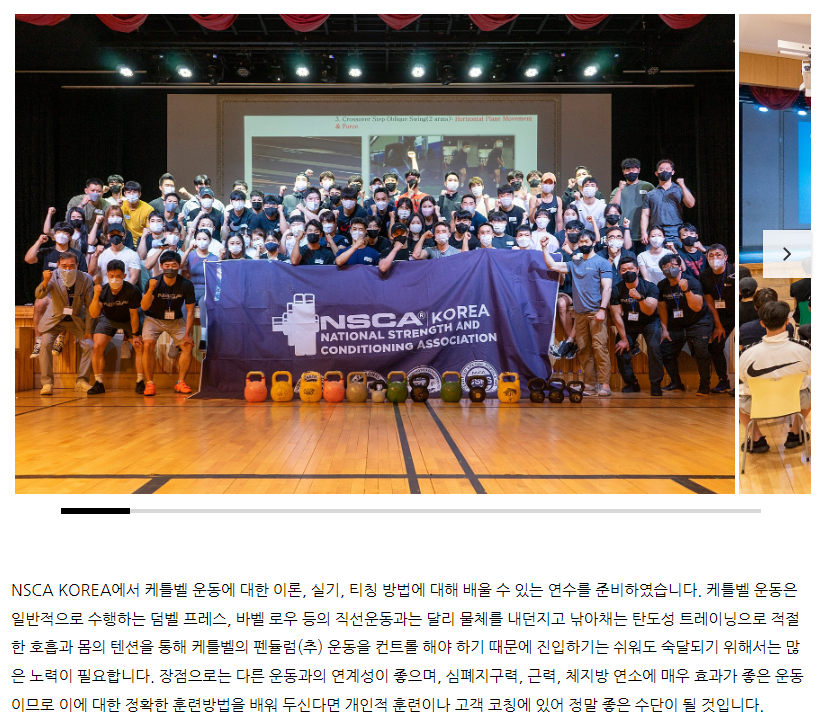 3. Crossover Step Oblique Swing(2 arms)- Horizontal Plane Movement
& Force
NSCA® KOREA
NATIONAL STRENGTH AND
CONDITIONING ASSOCIATION
NSCA KOREA에서 케틀벨 운동에 대한 이론, 실기, 티칭 방법에 대해 배울 수 있는 연수를 준비하였습니다. 케틀벨 운동은
일반적으로 수행하는 덤벨 프레스, 바벨 로우 등의 직선운동과는 달리 물체를 내던지고 낚아채는 탄도성 트레이닝으로 적절
한 호흡과 몸의 텐션을 통해 케틀벨의 펜듈럼(추) 운동을 컨트롤 해야 하기 때문에 진입하기는 쉬워도 숙달되기 위해서는 많
은 노력이 필요합니다. 장점으로는 다른 운동과의 연계성이 좋으며, 심폐지구력, 근력, 체지방 연소에 매우 효과가 좋은 운동
이므로 이에 대한 정확한 훈련방법을 배워 두신다면 개인적 훈련이나 고객 코칭에 있어 정말 좋은 수단이 될 것입니다.